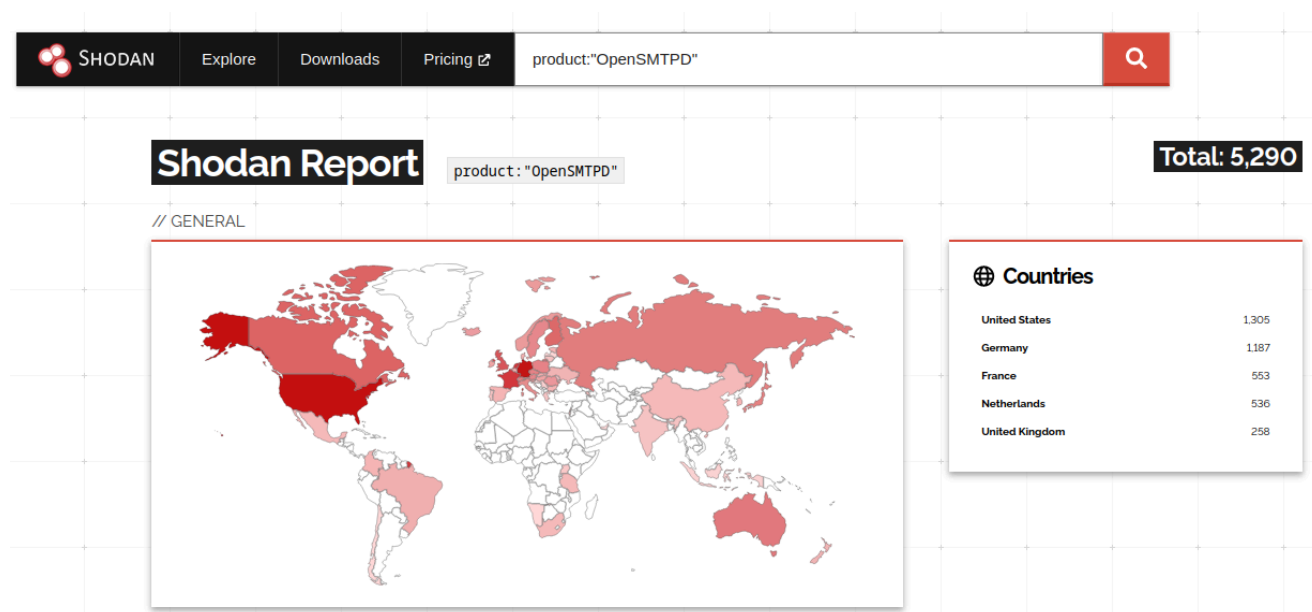 SHODAN Explore Downloads Pricing product:"OpenSMTPD"
Shodan Report product:"OpenSMTPD" Total: 5,290
// GENERAL
Countries
United States 1,305
Germany 1,187
France 553
Netherlands 536
United Kingdom 258